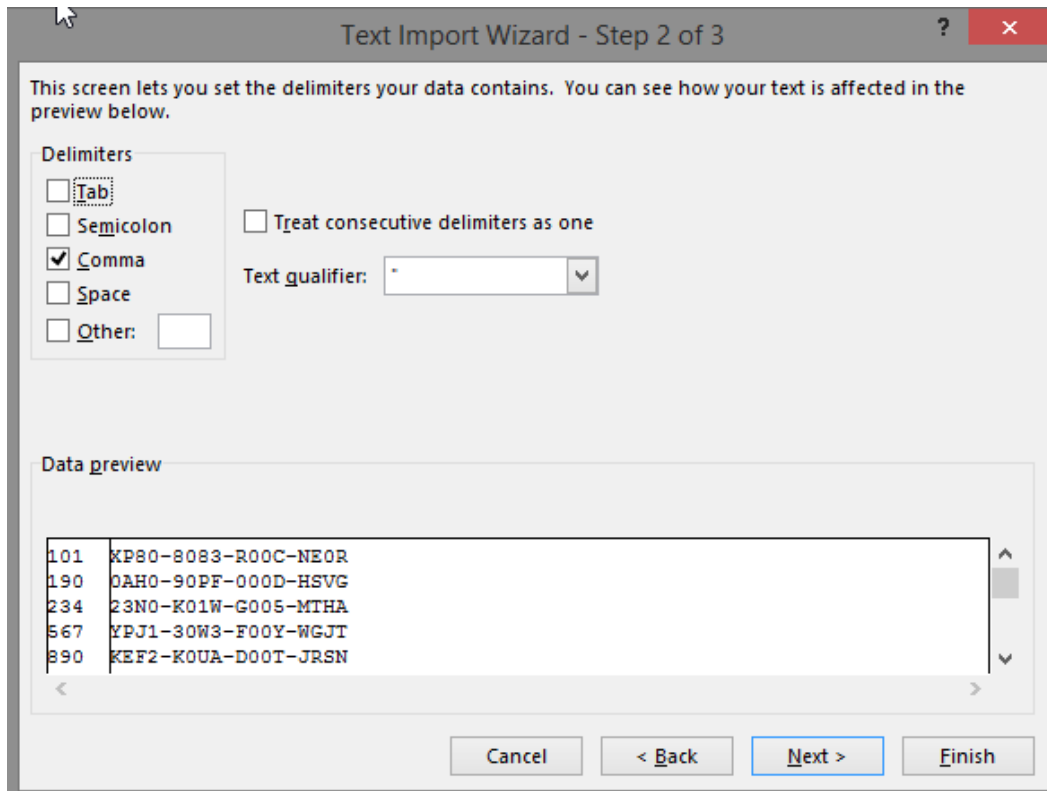 Text Import Wizard - Step 2 of 3
?
This screen lets you set the delimiters your data contains.  You can see how your text is affected in the
preview below.
Delimiters
Tab
Semicolon
Comma
Space
Other:
Treat consecutive delimiters as one
Text qualifier: "
Data preview
101 XP80-8083-R00C-NE0R
190 0AH0-90PF-000D-HSVG
234 23N0-K01W-G005-MTHA
567 YPJ1-30W3-F00Y-WGJT
890 KEF2-K0UA-D00T-JRSN
Cancel
< Back
Next >
Finish